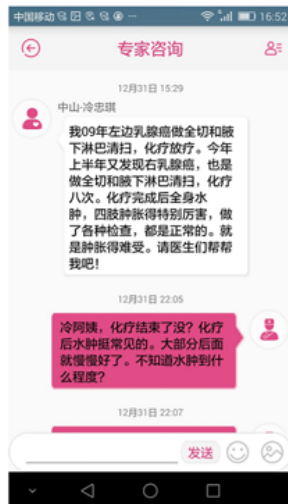 中国移动 16:52
专家咨询
12月31日 15:29
中山·冷忠琪
我09年左边乳腺癌做全切和腋
下淋巴清扫，化疗放疗。今年
上半年又发现右乳腺癌，也是
做全切和腋下淋巴清扫，化疗
八次。化疗完成后全身水
肿，四肢肿胀得特别厉害，做
了各种检查，都是正常的。就
是肿胀得难受。请医生们帮帮
我吧！
12月31日 22:05
冷阿姨，化疗结束了没？化疗
后水肿挺常见的。大部分后面
就慢慢好了。不知道水肿到什
么程度？
12月31日 22:07
发送